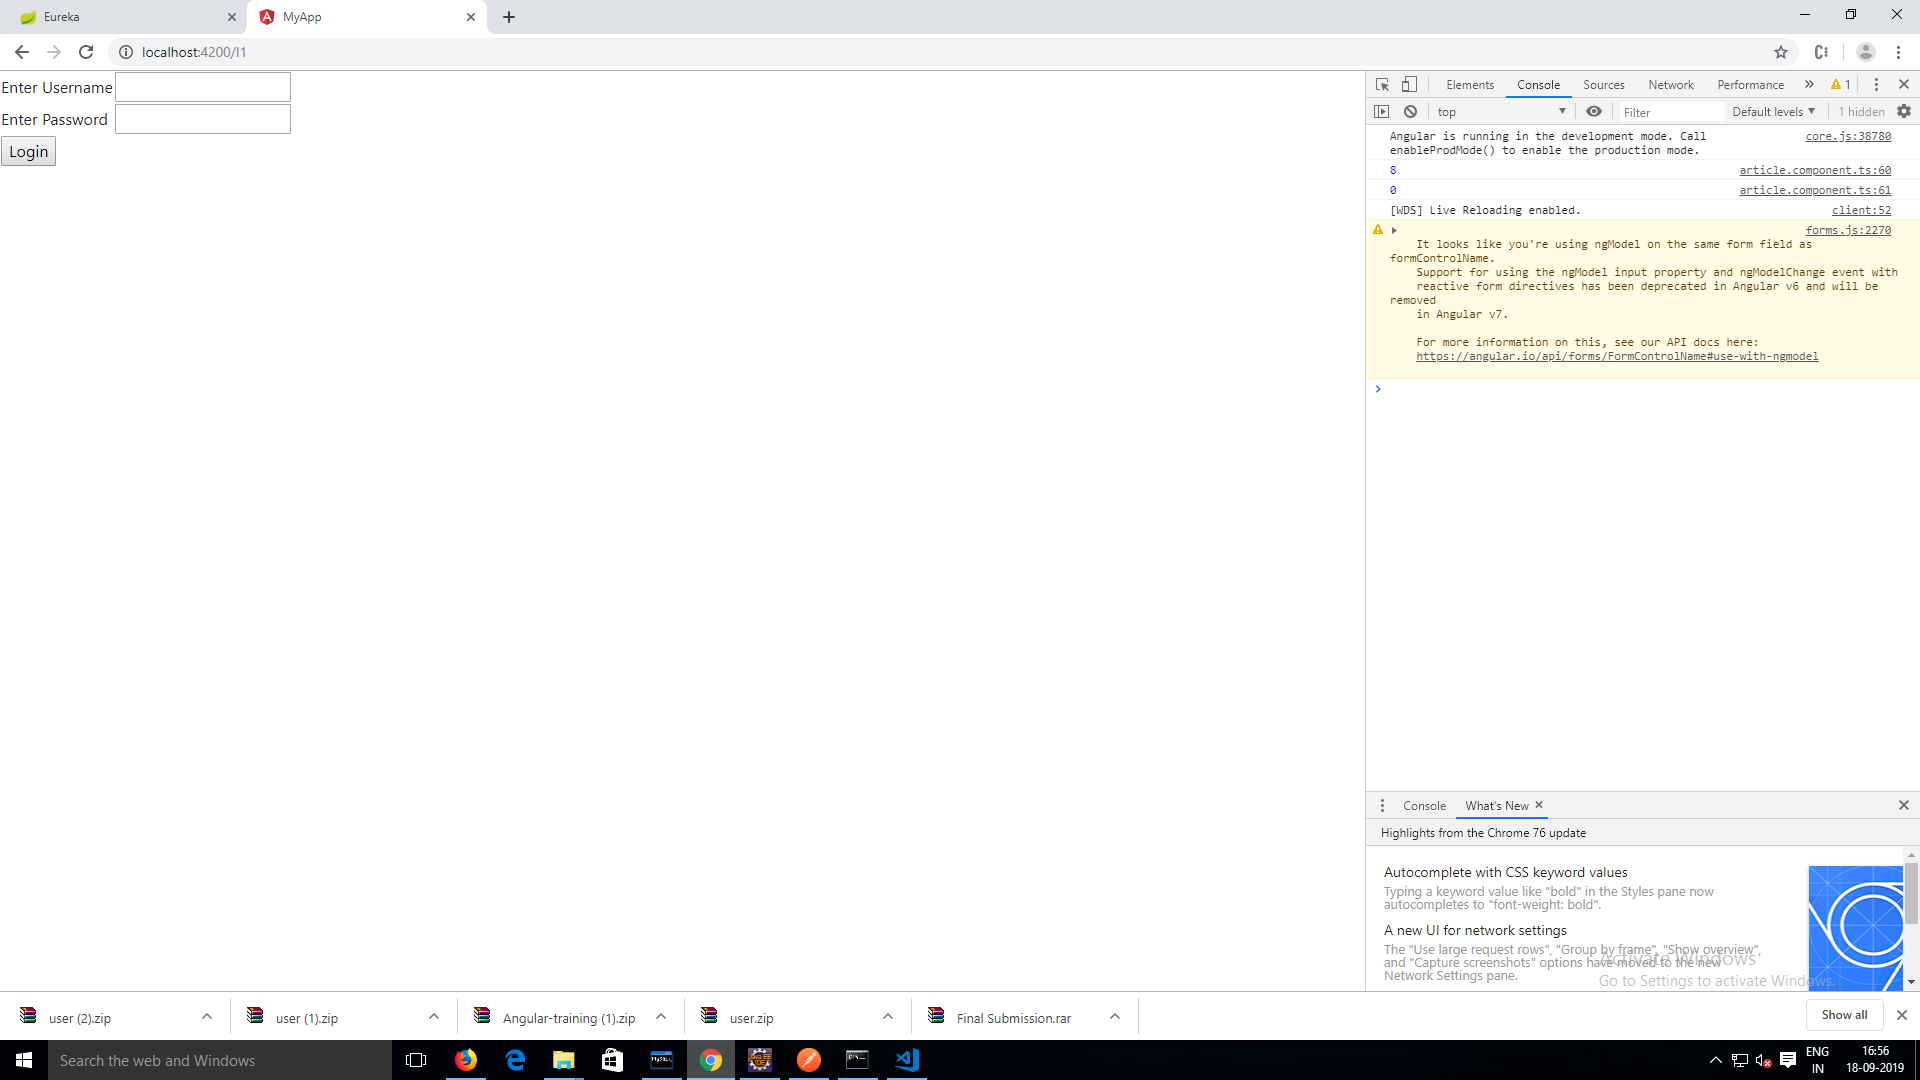 Eureka
MyApp
localhost:4200/l1
Enter Username
Enter Password
Login
Elements Console Sources Network Performance 1
top Filter Default levels 1 hidden
Angular is running in the development mode. Call core.js:38780
enableProdMode() to enable the production mode.
8 article.component.ts:60
0 article.component.ts:61
[WDS] Live Reloading enabled. client:52
forms.js:2270
It looks like you're using ngModel on the same form field as
formControlName.
Support for using the ngModel input property and ngModelChange event with
reactive form directives has been deprecated in Angular v6 and will be
removed
in Angular v7.
For more information on this, see our API docs here:
https://angular.io/api/forms/FormControlName#use-with-ngmodel
Console What's New
Highlights from the Chrome 76 update
Autocomplete with CSS keyword values
Typing a keyword value like "bold" in the Styles pane now
autocompletes to "font-weight: bold".
A new UI for network settings
The "Use large request rows", "Group by frame", "Show overview",
and "Capture screenshots" options have moved to the new
Network Settings pane.
Activate Windows
Go to Settings to activate Windows.
user (2).zip user (1).zip Angular-training (1).zip user.zip Final Submission.rar Show all
Search the web and Windows
ENG
IN
16:56
18-09-2019